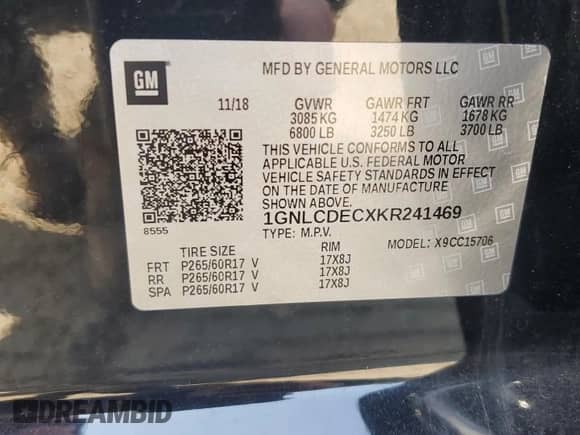 GM
MFD BY GENERAL MOTORS LLC
11/18 GVWR GAWR FRT GAWR RR
3085 KG 1474 KG 1678 KG
6800 LB 3250 LB 3700 LB
THIS VEHICLE CONFORMS TO ALL
APPLICABLE U.S. FEDERAL MOTOR
VEHICLE SAFETY STANDARDS IN EFFECT
ON THE DATE OF MANUFACTURE
SHOWN ABOVE.
8555
1GNLCDECXKR241469
TYPE: M.P.V. MODEL: X9CC15706
TIRE SIZE RIM
FRT P265/60R17 V 17X8J
RR P265/60R17 V 17X8J
SPA P265/60R17 V 17X8J
DREAMBID